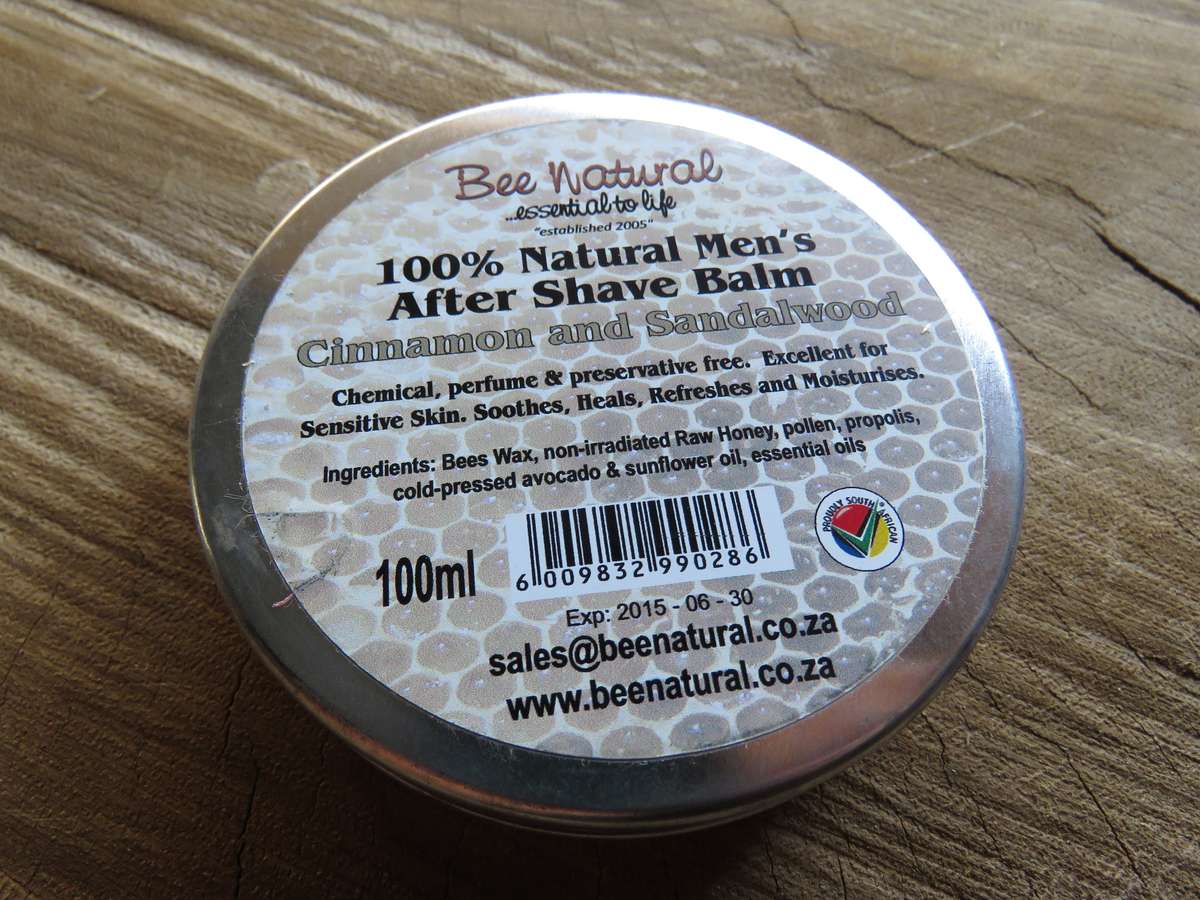 Bee Natural
...essential to life
"established 2005"
100% Natural Men's
After Shave Balm
Cinnamon and Sandalwood
Chemical, perfume & preservative free. Excellent for
Sensitive Skin. Soothes, Heals, Refreshes and Moisturises.
Ingredients: Bees Wax, non-irradiated Raw Honey, pollen, propolis,
cold-pressed avocado & sunflower oil, essential oils
PROUDLY SOUTH AFRICAN
100ml
6 009832 990286
Exp: 2015 - 06 - 30
sales@beenatural.co.za
www.beenatural.co.za